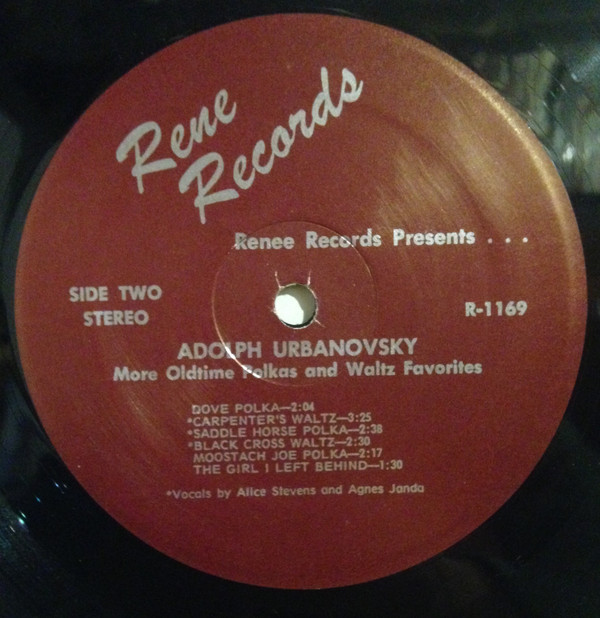 Rene
Records
Renee Records Presents . . .
SIDE TWO
STEREO
R-1169
ADOLPH URBANOVSKY
More Oldtime Polkas and Waltz Favorites
DOVE POLKA—2:04
*CARPENTER'S WALTZ—3:25
*SADDLE HORSE POLKA—2:38
*BLACK CROSS WALTZ—2:30
MOOSTACH JOE POLKA—2:17
THE GIRL I LEFT BEHIND—1:30
*Vocals by Alice Stevens and Agnes Janda